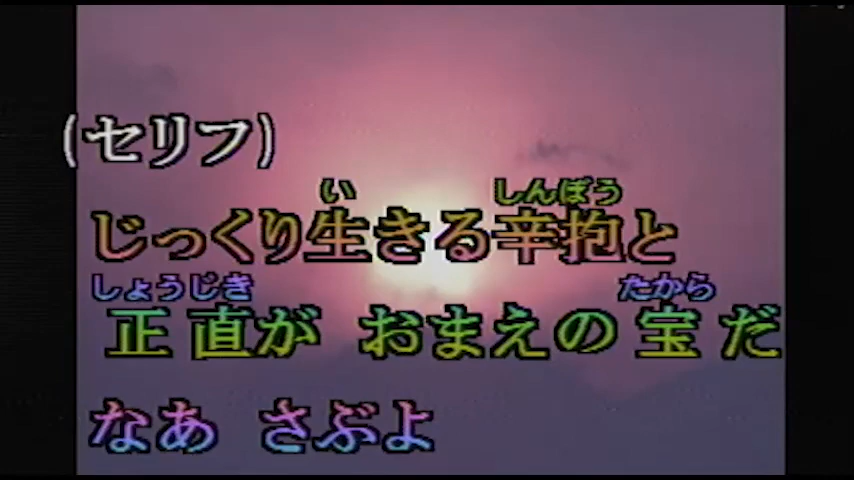 (セリフ)
い しんぼう
じっくり生きる辛抱と
しょうじき たから
正直が おまえの宝だ
なあ さぶよ